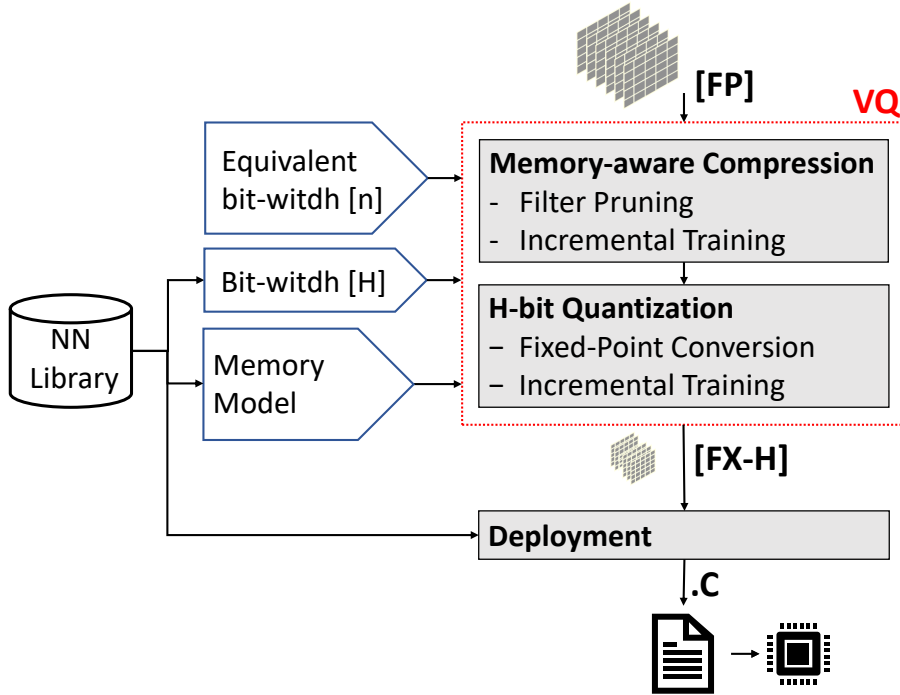 [FP]
VQ
Equivalent
bit-witdh [n]
Memory-aware Compression
- Filter Pruning
- Incremental Training
Bit-witdh [H]
H-bit Quantization
– Fixed-Point Conversion
– Incremental Training
NN
Library
Memory
Model
[FX-H]
Deployment
.C